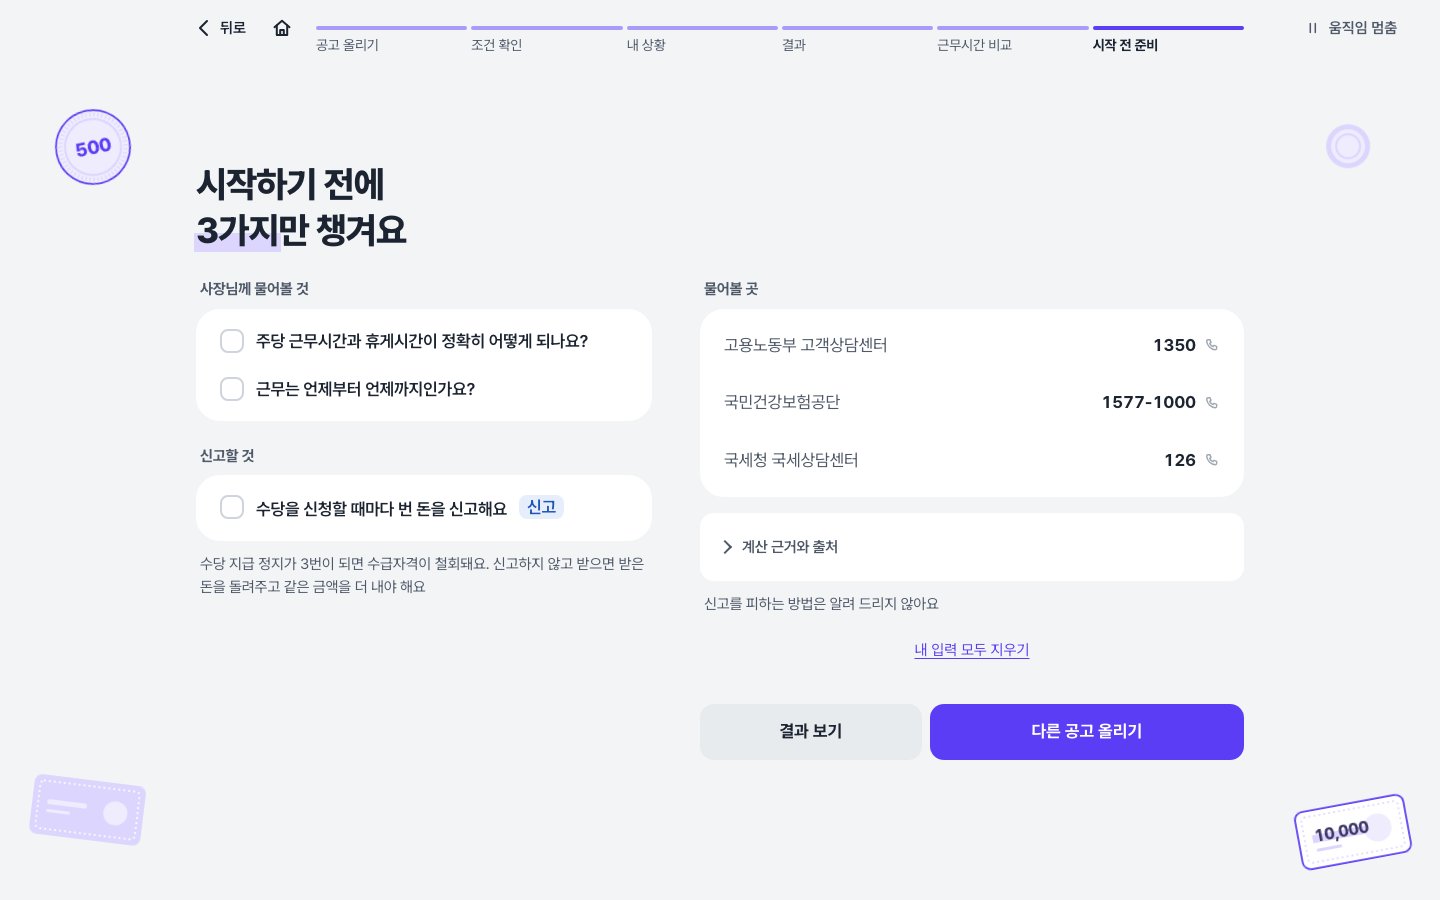 뒤로
공고 올리기
조건 확인
내 상황
결과
근무시간 비교
시작 전 준비
움직임 멈춤
500
시작하기 전에
3가지만 챙겨요
사장님께 물어볼 것
주당 근무시간과 휴게시간이 정확히 어떻게 되나요?
근무는 언제부터 언제까지인가요?
신고할 것
수당을 신청할 때마다 번 돈을 신고해요 신고
수당 지급 정지가 3번이 되면 수급자격이 철회돼요. 신고하지 않고 받으면 받은
돈을 돌려주고 같은 금액을 더 내야 해요
물어볼 곳
고용노동부 고객상담센터 1350
국민건강보험공단 1577-1000
국세청 국세상담센터 126
계산 근거와 출처
신고를 피하는 방법은 알려 드리지 않아요
내 입력 모두 지우기
결과 보기
다른 공고 올리기
10,000